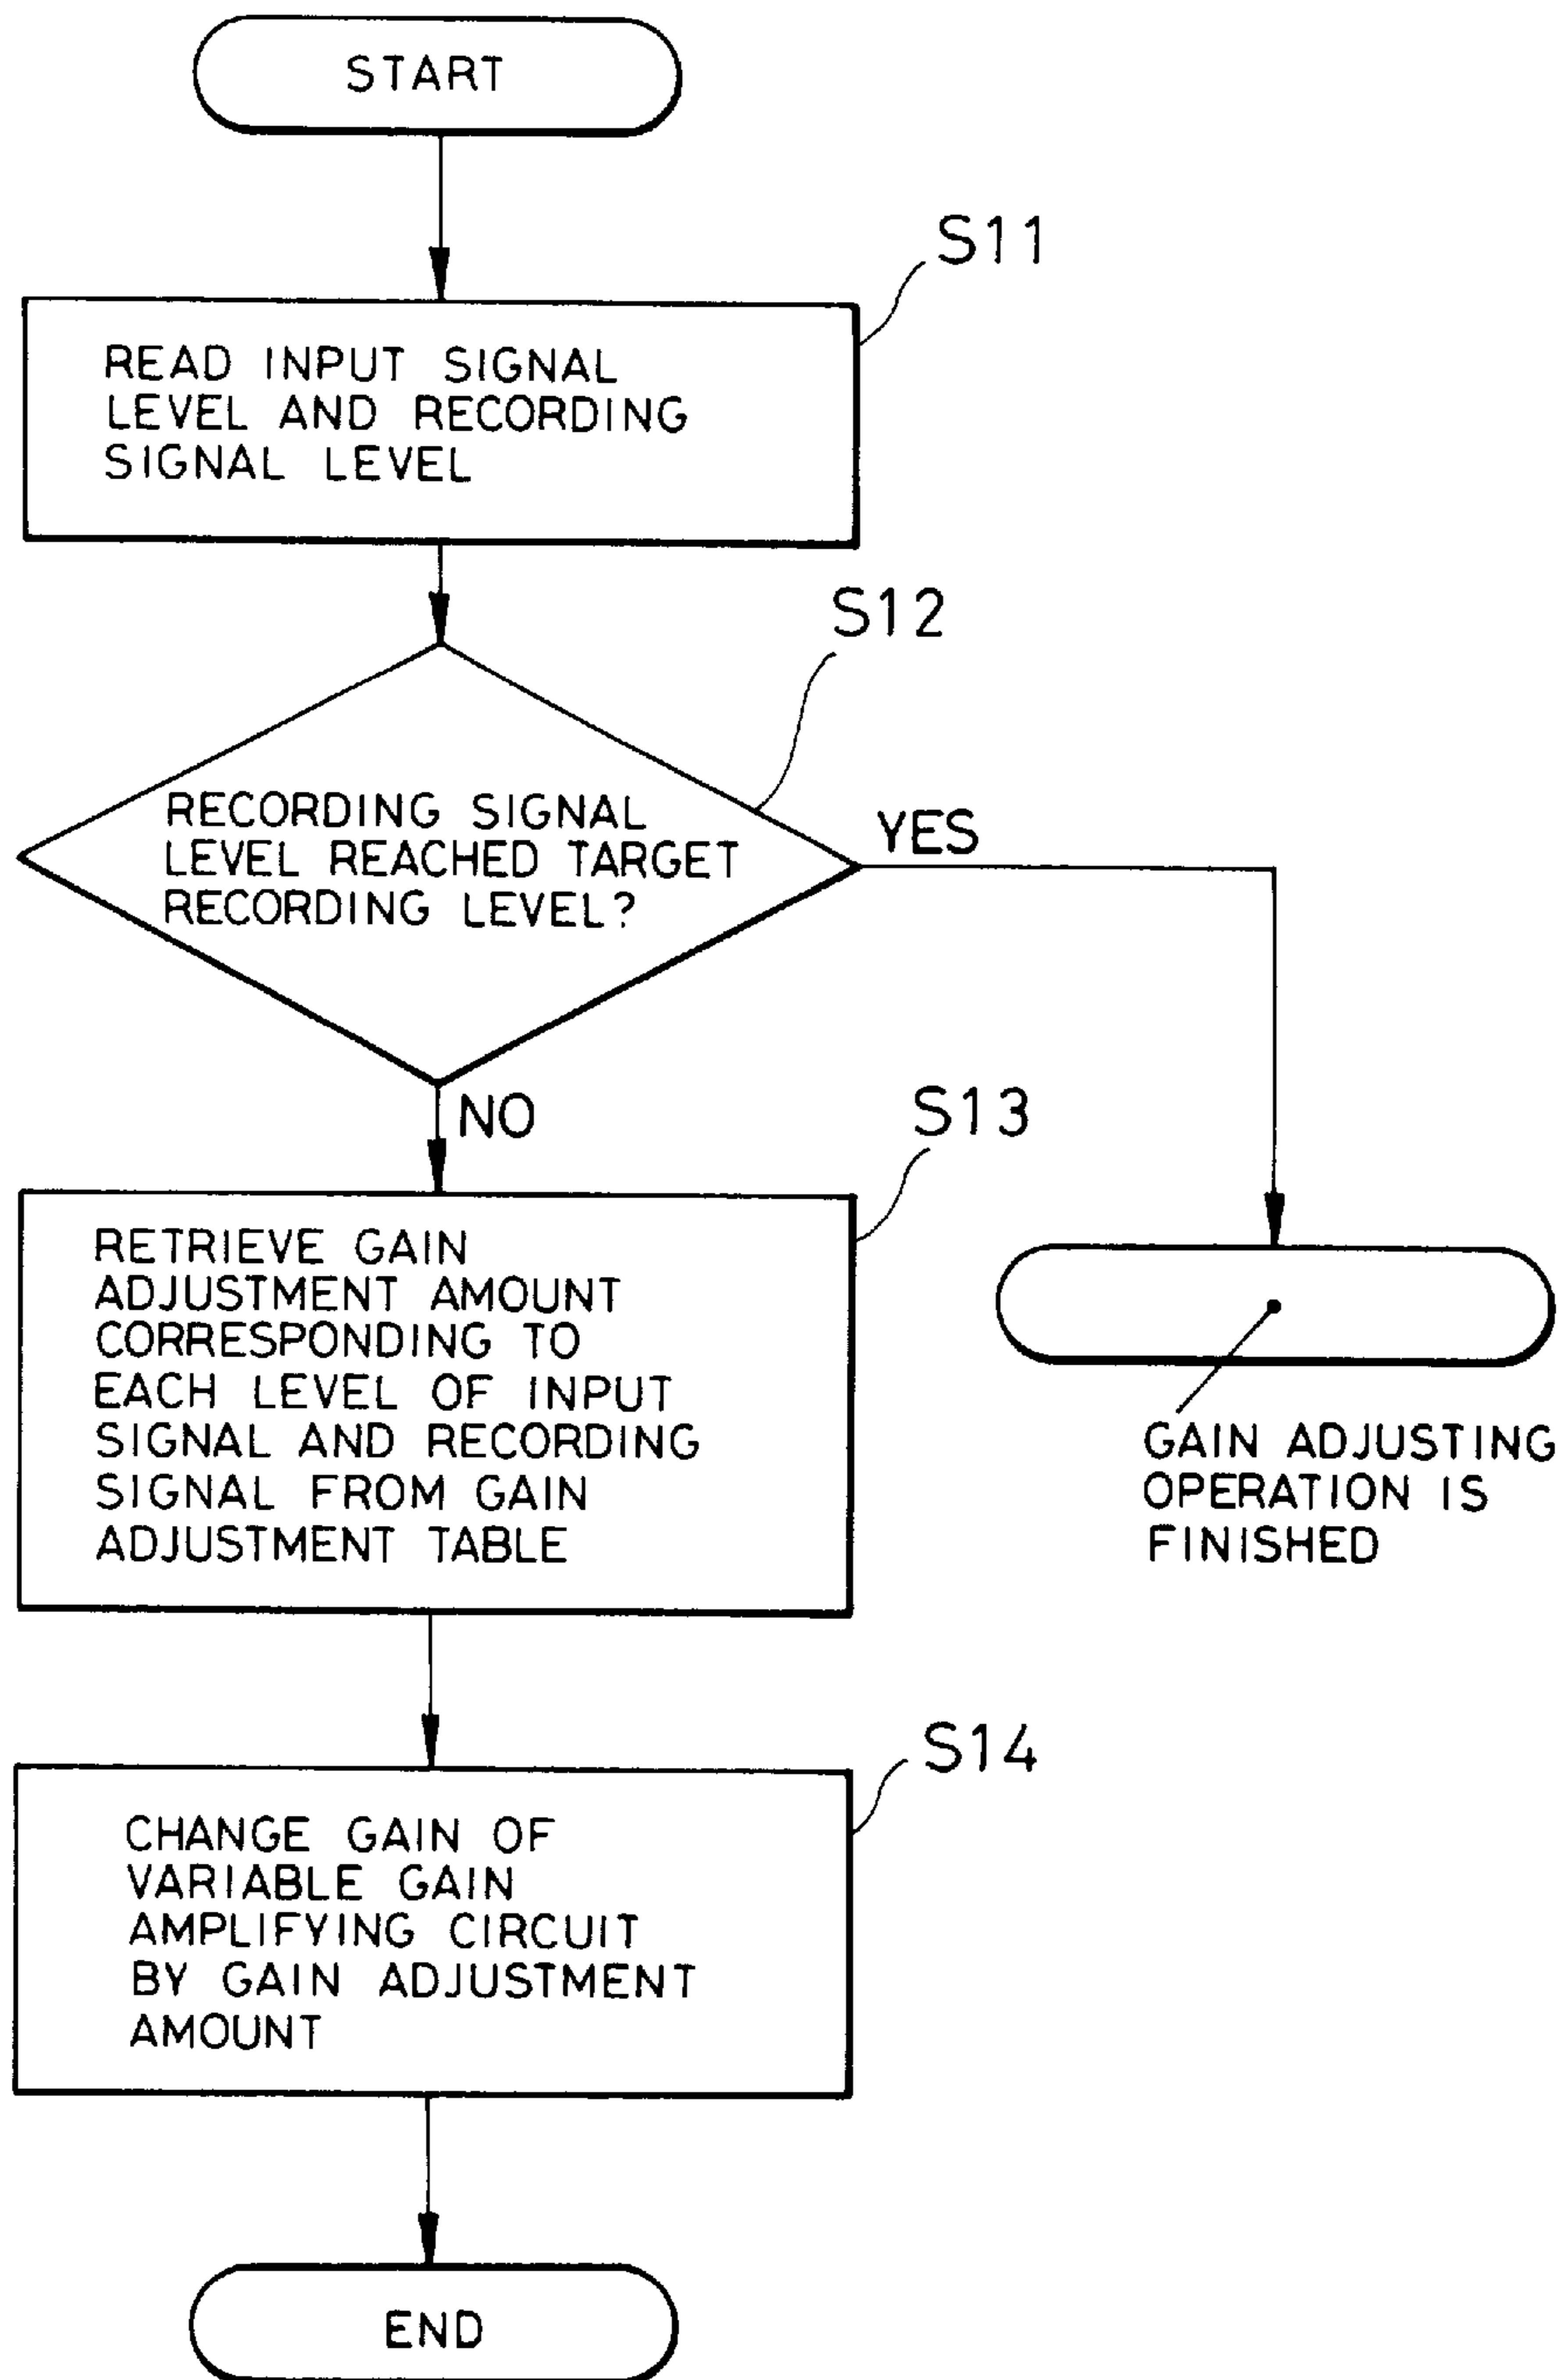 START
S11
READ INPUT SIGNAL
LEVEL AND RECORDING
SIGNAL LEVEL
S12
RECORDING SIGNAL
LEVEL REACHED TARGET
RECORDING LEVEL?
YES
NO
S13
RETRIEVE GAIN
ADJUSTMENT AMOUNT
CORRESPONDING TO
EACH LEVEL OF INPUT
SIGNAL AND RECORDING
SIGNAL FROM GAIN
ADJUSTMENT TABLE
GAIN ADJUSTING
OPERATION IS
FINISHED
S14
CHANGE GAIN OF
VARIABLE GAIN
AMPLIFYING CIRCUIT
BY GAIN ADJUSTMENT
AMOUNT
END